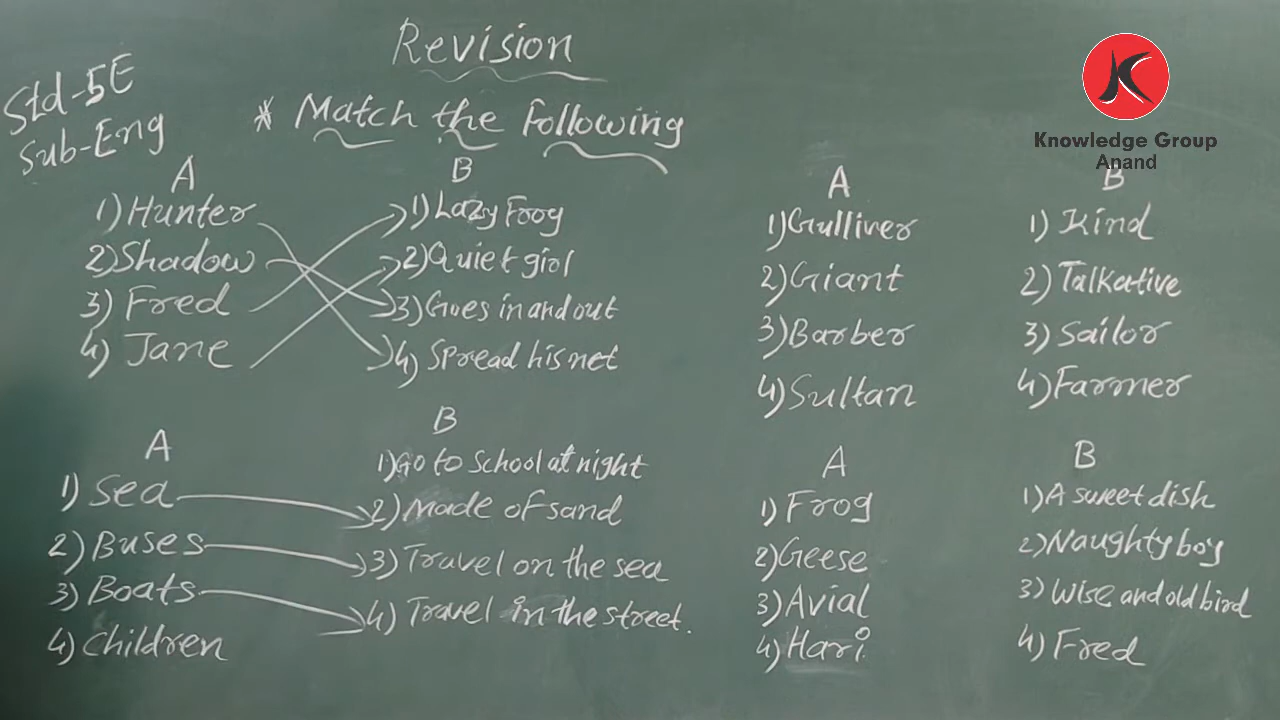 Revision
Std-5E
Sub-Eng
* Match the Following
Knowledge Group
Anand
A
B
1) Hunter
1) Lazy Frog
2) Shadow
2) Quiet girl
3) Fred
3) Goes in and out
4) Jane
4) Spread his net
A
B
1) Gulliver
1) Kind
2) Giant
2) Talkative
3) Barber
3) Sailor
4) Sultan
4) Farmer
A
B
1) Sea
1) Go to School at night
2) Buses
2) Made of sand
3) Boats
3) Travel on the sea
4) Children
4) Travel in the street.
A
B
1) Frog
1) A sweet dish
2) Geese
2) Naughty boy
3) Avial
3) Wise and old bird
4) Hari
4) Fred